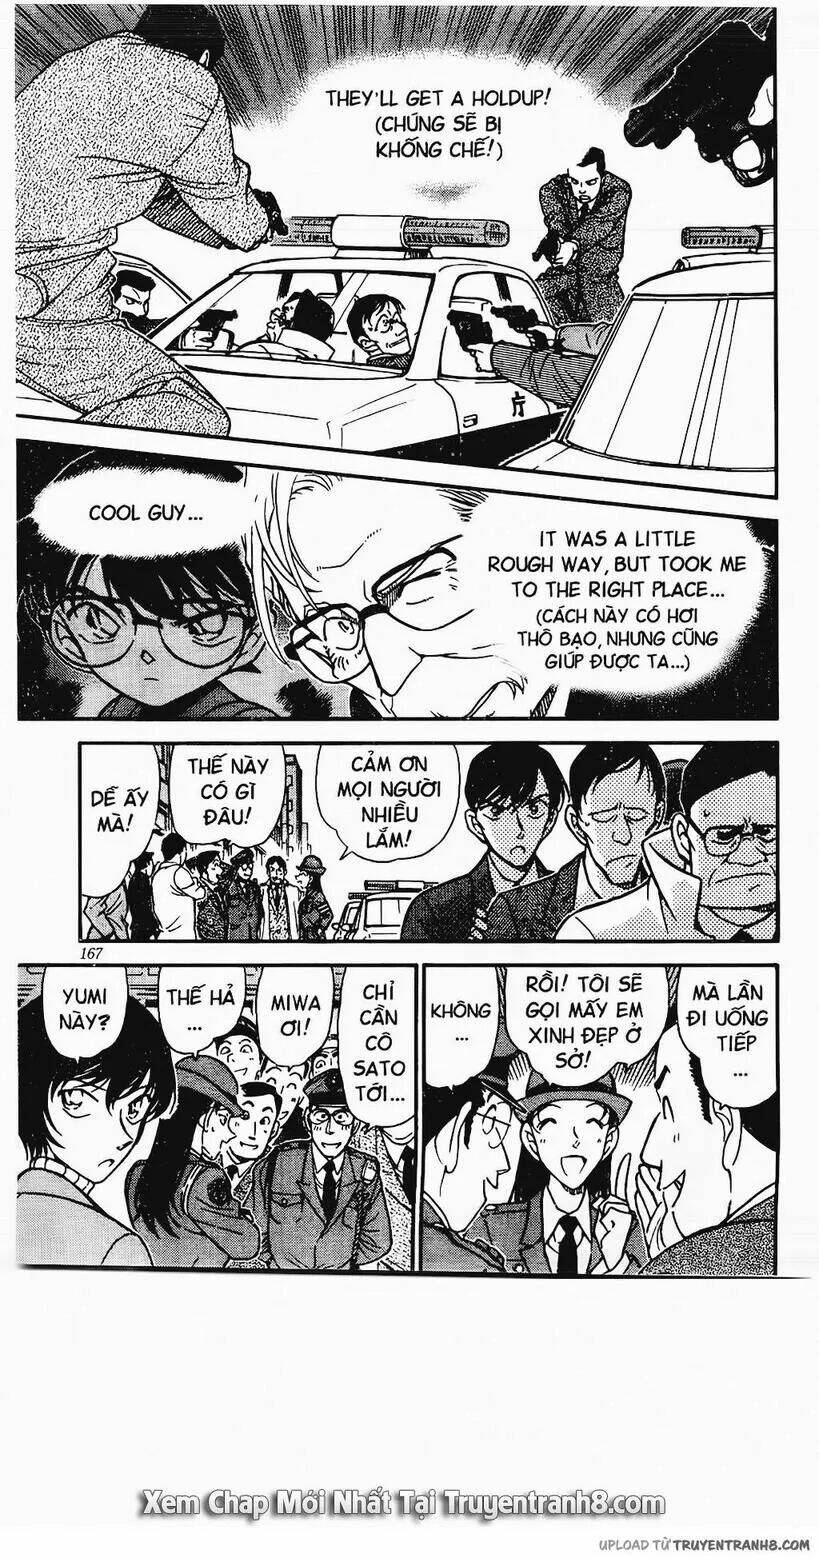 THEY'LL GET A HOLDUP!
(CHÚNG SẼ BỊ
KHỐNG CHẾ!)
庁
COOL GUY...
IT WAS A LITTLE
ROUGH WAY, BUT TOOK ME
TO THE RIGHT PLACE...
(CÁCH NÀY CÓ HƠI
THÔ BẠO, NHƯNG CŨNG
GIÚP ĐƯỢC TA...)
DỄ ẤY
MÀ!
THẾ NÀY
CÓ GÌ
ĐÂU!
CẢM ƠN
MỌI NGƯỜI
NHIỀU
LẮM!
167
YUMI
NÀY?
THẾ HẢ
...
MIWA
ƠI!
CHỈ
CẦN
CÔ
SATO
TỚI...
KHÔNG
...
RỒI! TÔI SẼ
GỌI MẤY EM
XINH ĐẸP Ở
SỞ!
MÀ LẦN
ĐI UỐNG
TIẾP
...
Xem Chap Mới Nhất Tại Truyentranh8.com
UPLOAD TỪ TRUYENTRANH8.COM